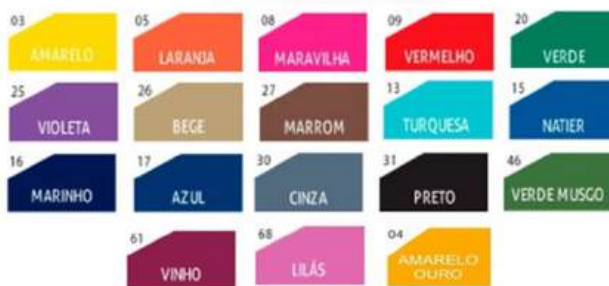 03
AMARELO
05
LARANJA
08
MARAVILHA
09
VERMELHO
20
VERDE
25
VIOLETA
26
BEGE
27
MARROM
13
TURQUESA
15
NATIER
16
MARINHO
17
AZUL
30
CINZA
31
PRETO
46
VERDE MUSGO
61
VINHO
68
LILÁS
04
AMARELO
OURO